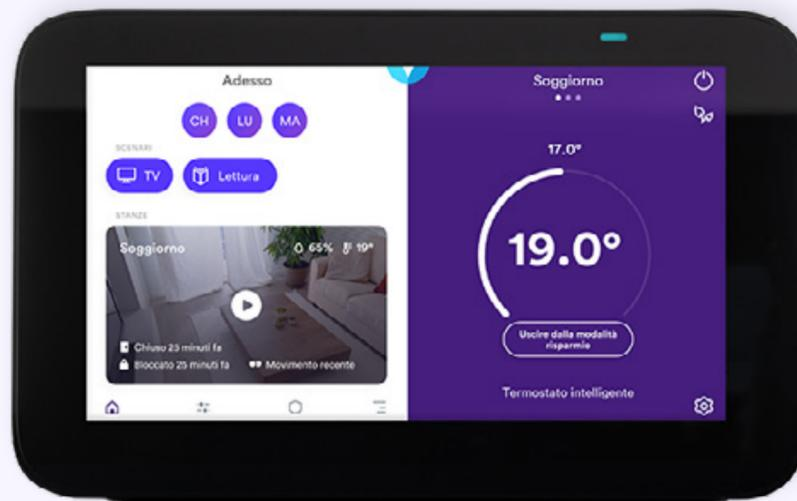 Adesso
CH LU MA
SCENARI
TV Lettura
STANZE
Soggiorno 65% 19°
Chiuso 25 minuti fa
Bloccato 25 minuti fa Movimento recente
Soggiorno
17.0°
19.0°
Uscire dalla modalità
risparmio
Termostato intelligente